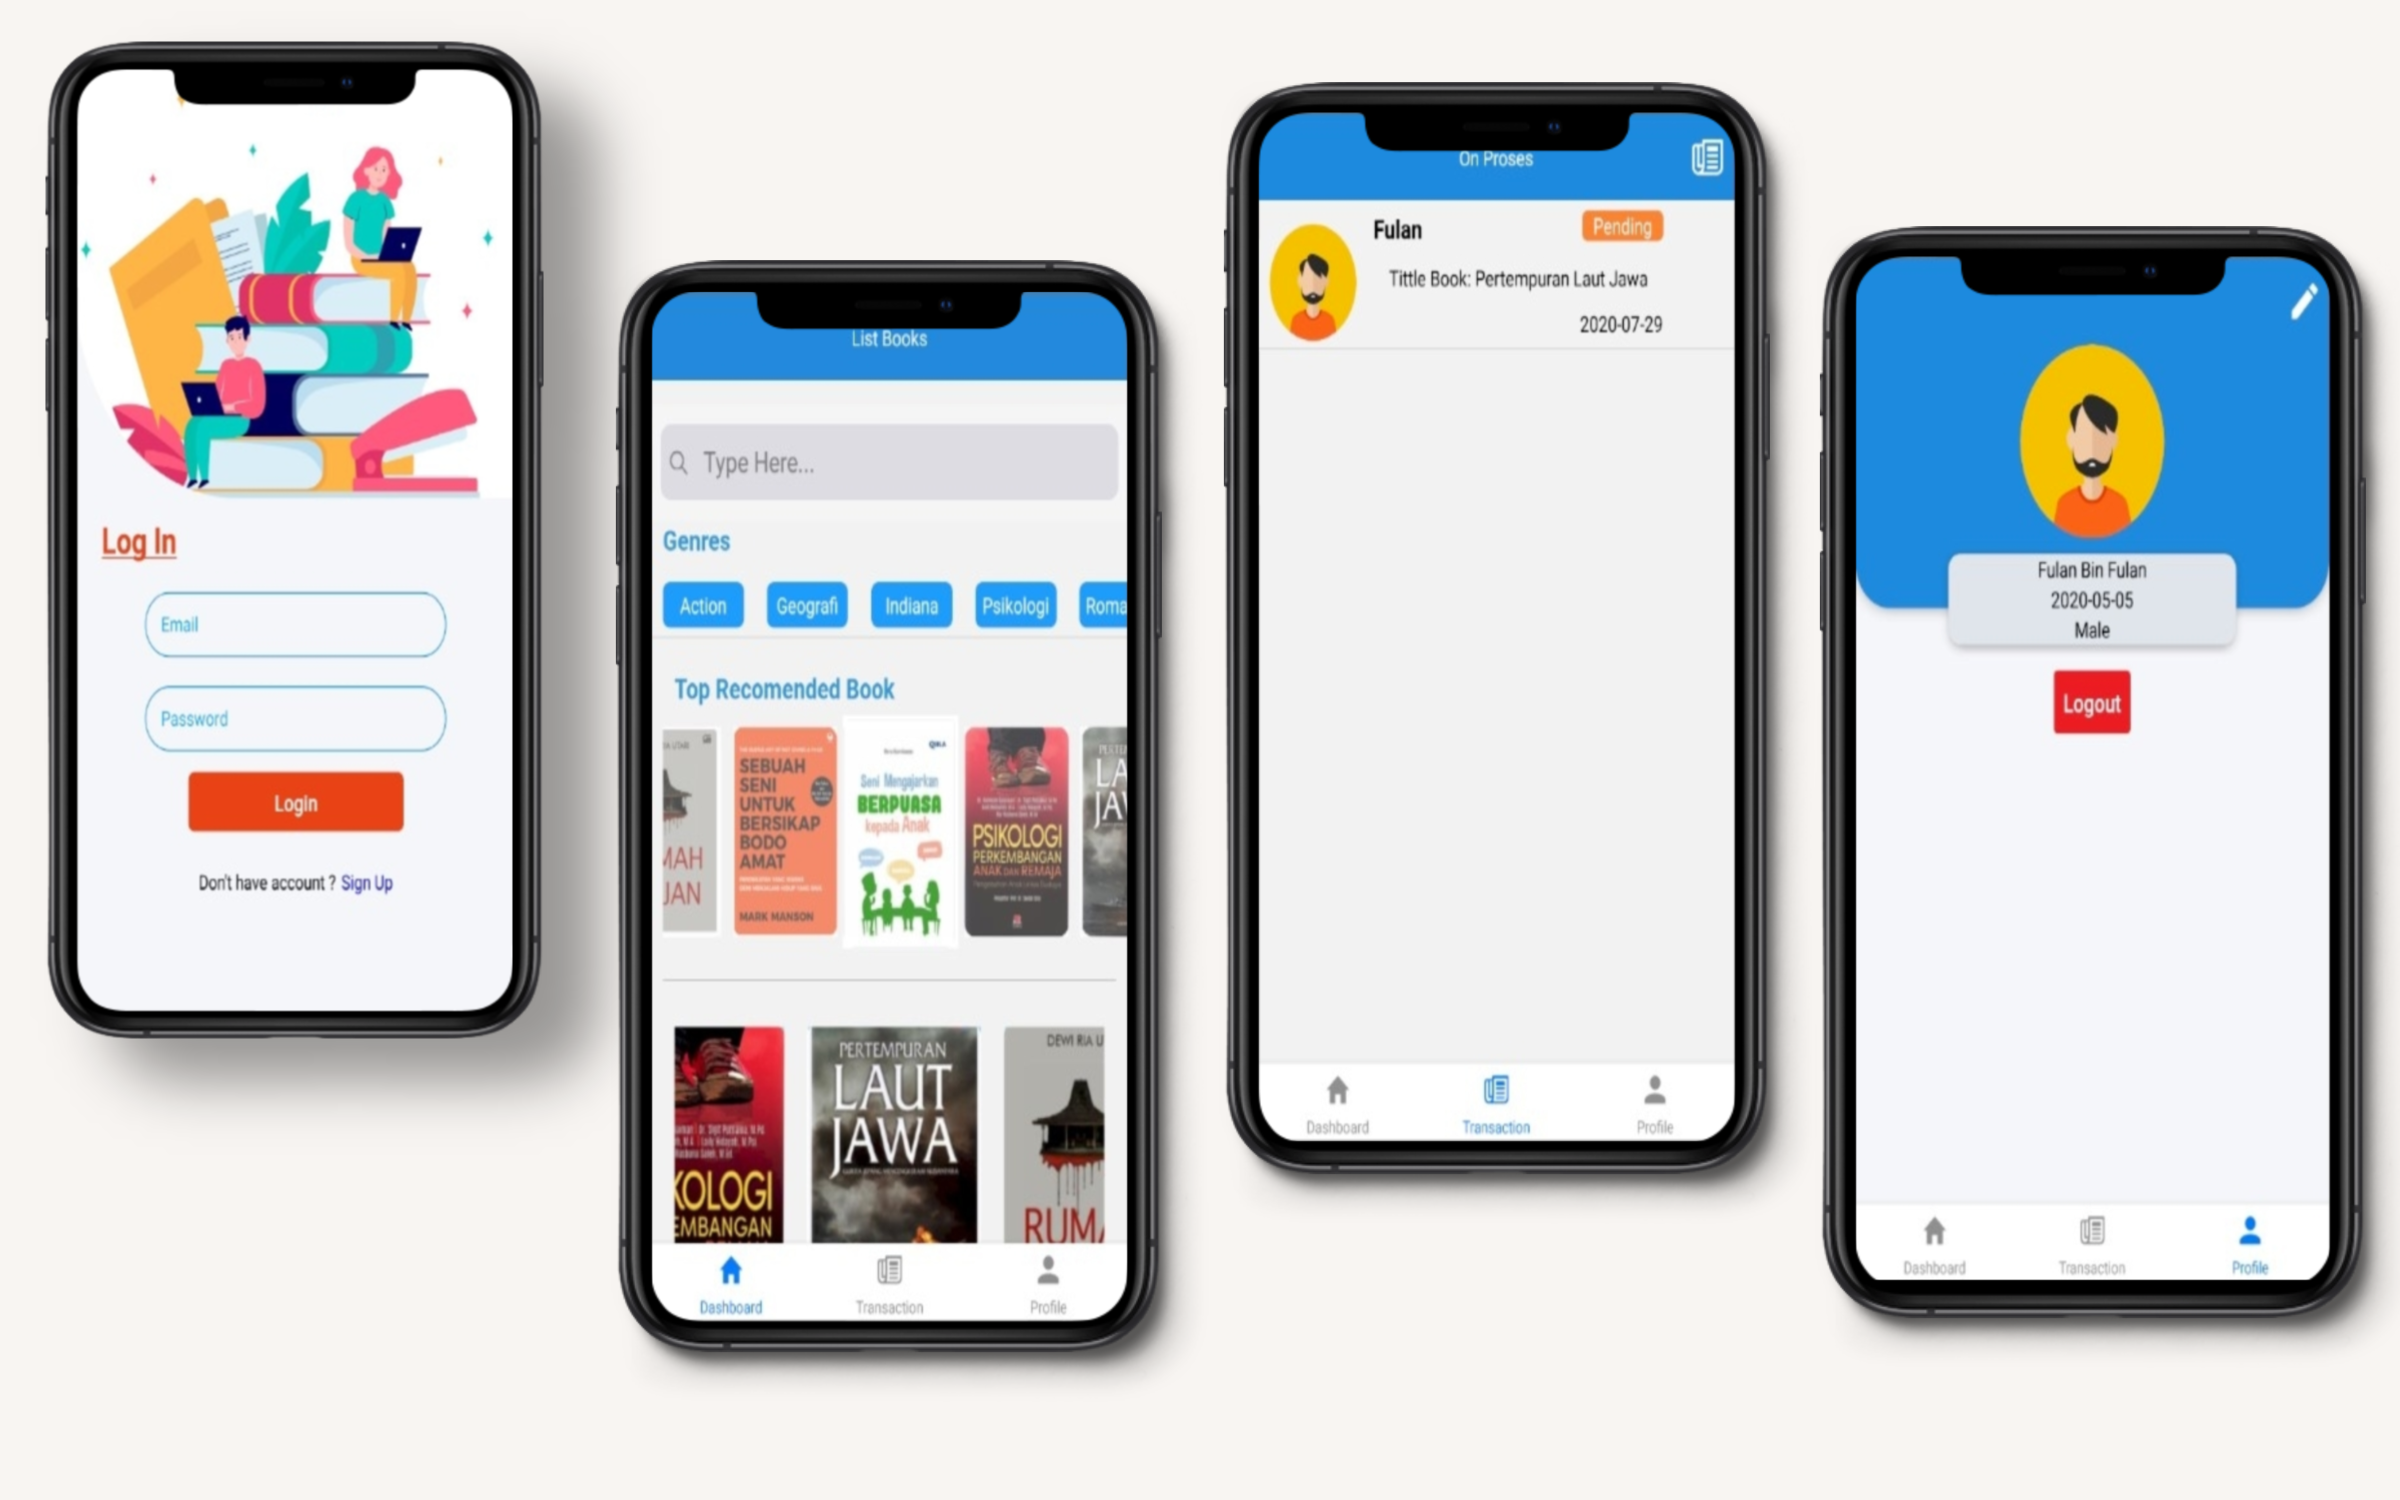 Log In
Email
Password
Login
Don't have account ? Sign Up
List Books
Type Here...
Genres
Action Geografi Indiana Psikologi Roma
Top Recomended Book
MAH
JAN
SEBUAH
SENI
UNTUK
BERSIKAP
BODO
AMAT
MARK MANSON
Seni Mengajarkan
BERPUASA
kepada Anak
PSIKOLOGI
PERKEMBANGAN
ANAK DAN REMAJA
LA
JAV
KOLOGI
EMBANGAN
PERTEMPURAN
LAUT
JAWA
DEWI RIA U
RUMA
Dashboard Transaction Profile
On Proses
Fulan Pending
Tittle Book: Pertempuran Laut Jawa
2020-07-29
Dashboard Transaction Profile
Fulan Bin Fulan
2020-05-05
Male
Logout
Dashboard Transaction Profile